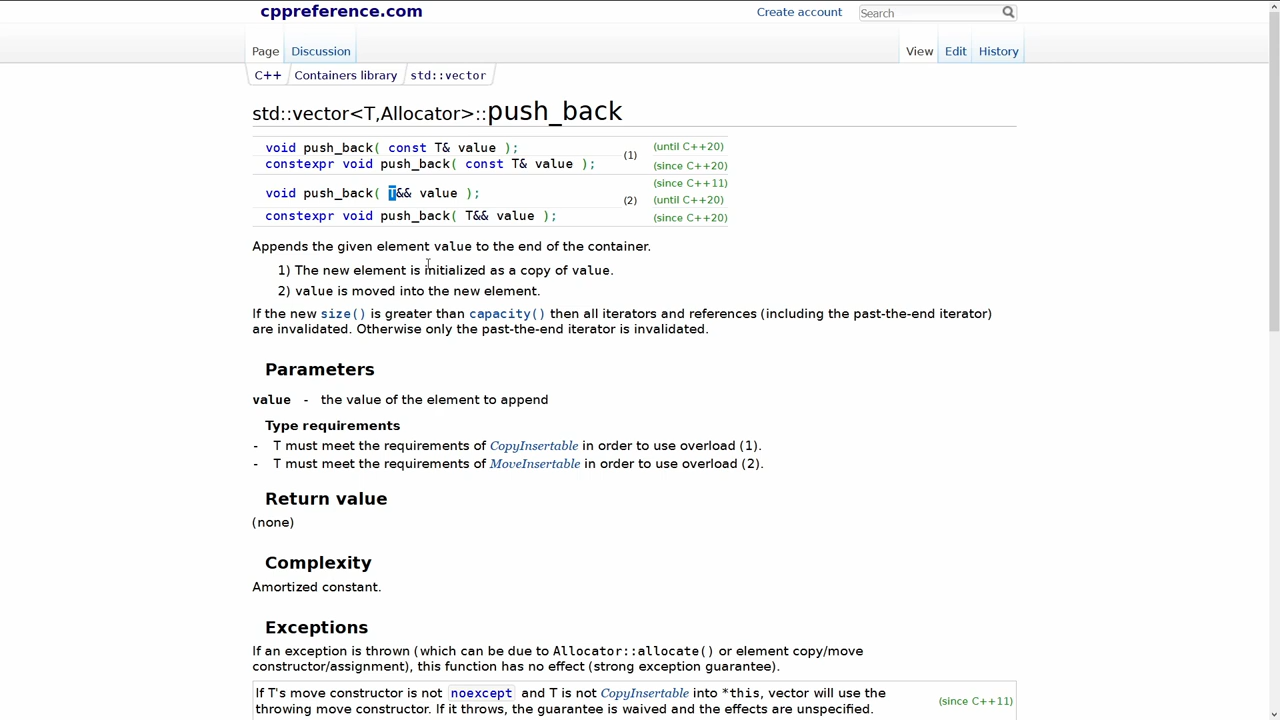 cppreference.com
Create account Search
Page Discussion View Edit History
C++ Containers library std::vector
std::vector<T,Allocator>::push_back
void push_back( const T& value ); (until C++20)
(1)
constexpr void push_back( const T& value ); (since C++20)
(since C++11)
void push_back( T&& value ); (2) (until C++20)
constexpr void push_back( T&& value ); (since C++20)
Appends the given element value to the end of the container.
1) The new element is initialized as a copy of value.
2) value is moved into the new element.
If the new size() is greater than capacity() then all iterators and references (including the past-the-end iterator)
are invalidated. Otherwise only the past-the-end iterator is invalidated.
Parameters
value - the value of the element to append
Type requirements
- T must meet the requirements of CopyInsertable in order to use overload (1).
- T must meet the requirements of MoveInsertable in order to use overload (2).
Return value
(none)
Complexity
Amortized constant.
Exceptions
If an exception is thrown (which can be due to Allocator::allocate() or element copy/move
constructor/assignment), this function has no effect (strong exception guarantee).
If T's move constructor is not noexcept and T is not CopyInsertable into *this, vector will use the
throwing move constructor. If it throws, the guarantee is waived and the effects are unspecified. (since C++11)